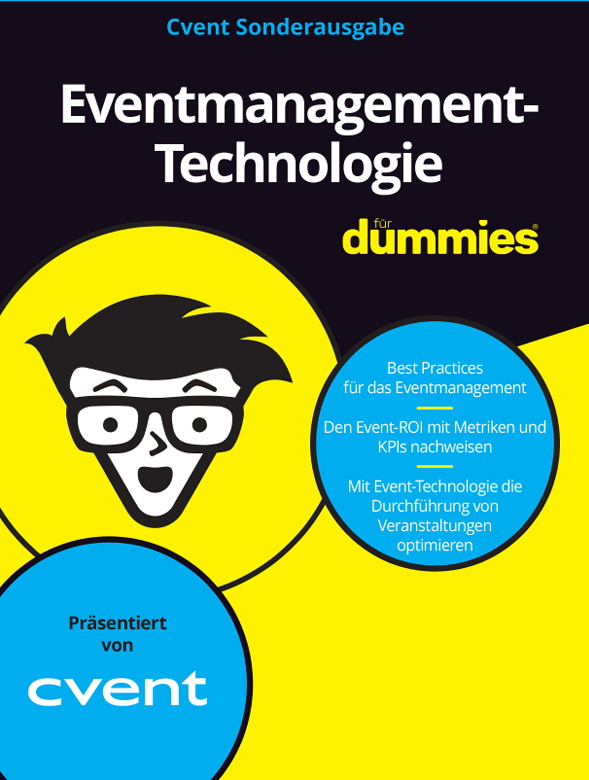 Cvent Sonderausgabe
Eventmanagement-
Technologie
für
dummies®
Best Practices
für das Eventmanagement
Den Event-ROI mit Metriken und
KPIs nachweisen
Mit Event-Technologie die
Durchführung von
Veranstaltungen
optimieren
Präsentiert
von
cvent